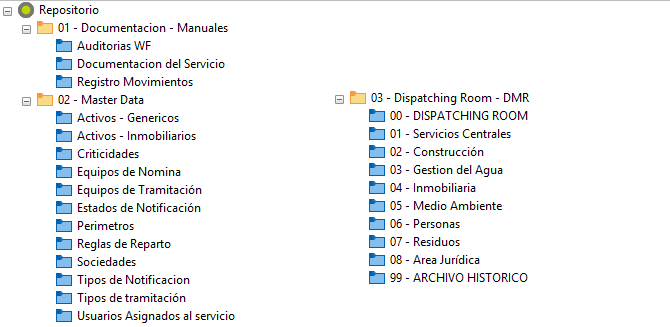 Repositorio
01 - Documentacion - Manuales
Auditorias WF
Documentacion del Servicio
Registro Movimientos
02 - Master Data
Activos - Genericos
Activos - Inmobiliarios
Criticidades
Equipos de Nomina
Equipos de Tramitación
Estados de Notificación
Perimetros
Reglas de Reparto
Sociedades
Tipos de Notificacion
Tipos de tramitación
Usuarios Asignados al servicio
03 - Dispatching Room - DMR
00 - DISPATCHING ROOM
01 - Servicios Centrales
02 - Construcción
03 - Gestion del Agua
04 - Inmobiliaria
05 - Medio Ambiente
06 - Personas
07 - Residuos
08 - Area Jurídica
99 - ARCHIVO HISTORICO